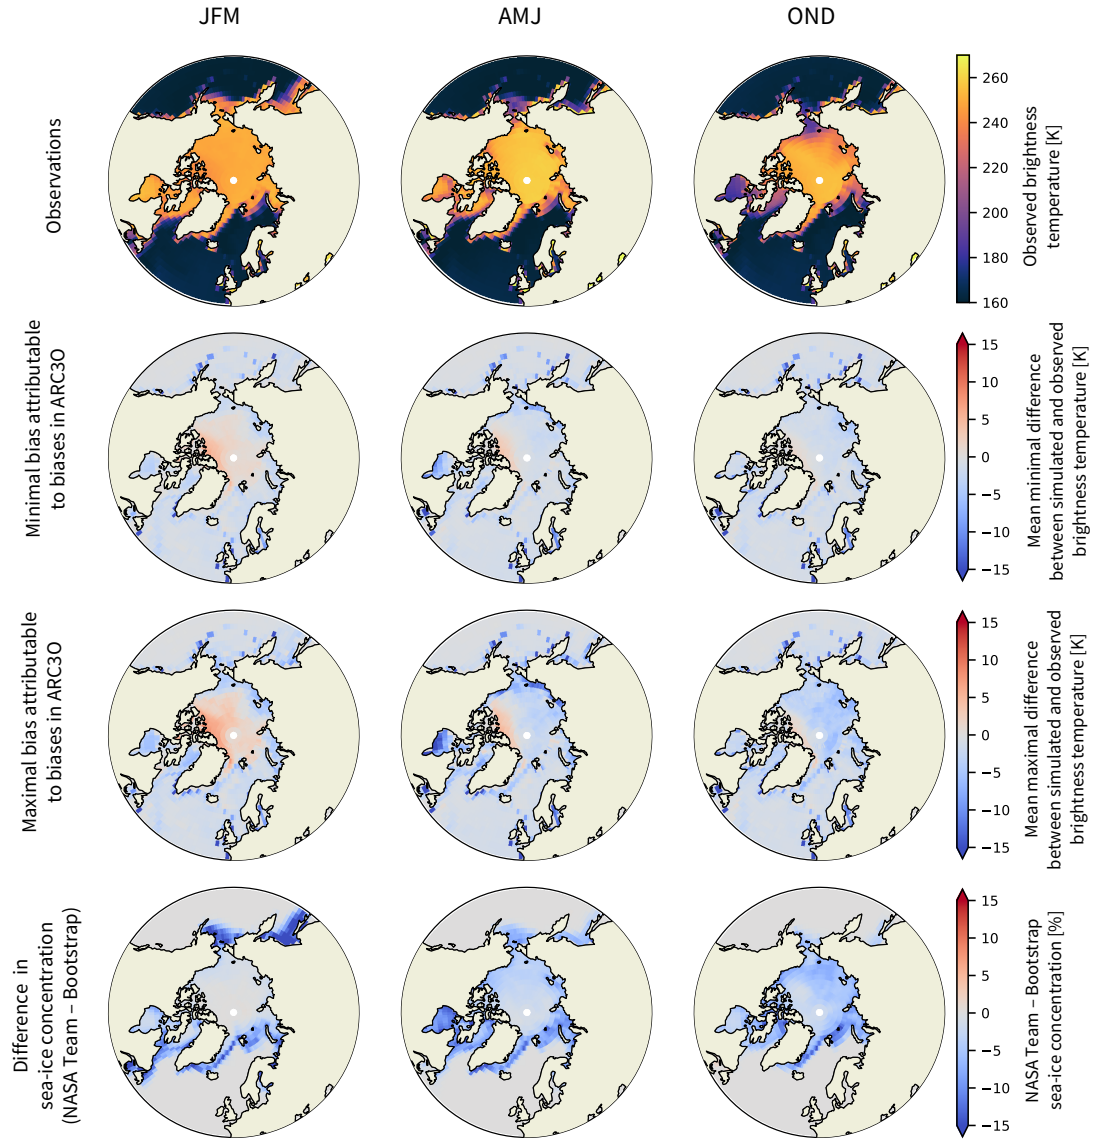 JFM
AMJ
OND
Observations
260
240
220
200
180
160
Observed brightness
temperature [K]
Minimal bias attributable
to biases in ARC3O
15
10
5
0
−5
−10
−15
Mean minimal difference
between simulated and observed
brightness temperature [K]
Maximal bias attributable
to biases in ARC3O
15
10
5
0
−5
−10
−15
Mean maximal difference
between simulated and observed
brightness temperature [K]
Difference in
sea-ice concentration
(NASA Team – Bootstrap)
15
10
5
0
−5
−10
−15
NASA Team – Bootstrap
sea-ice concentration [%]